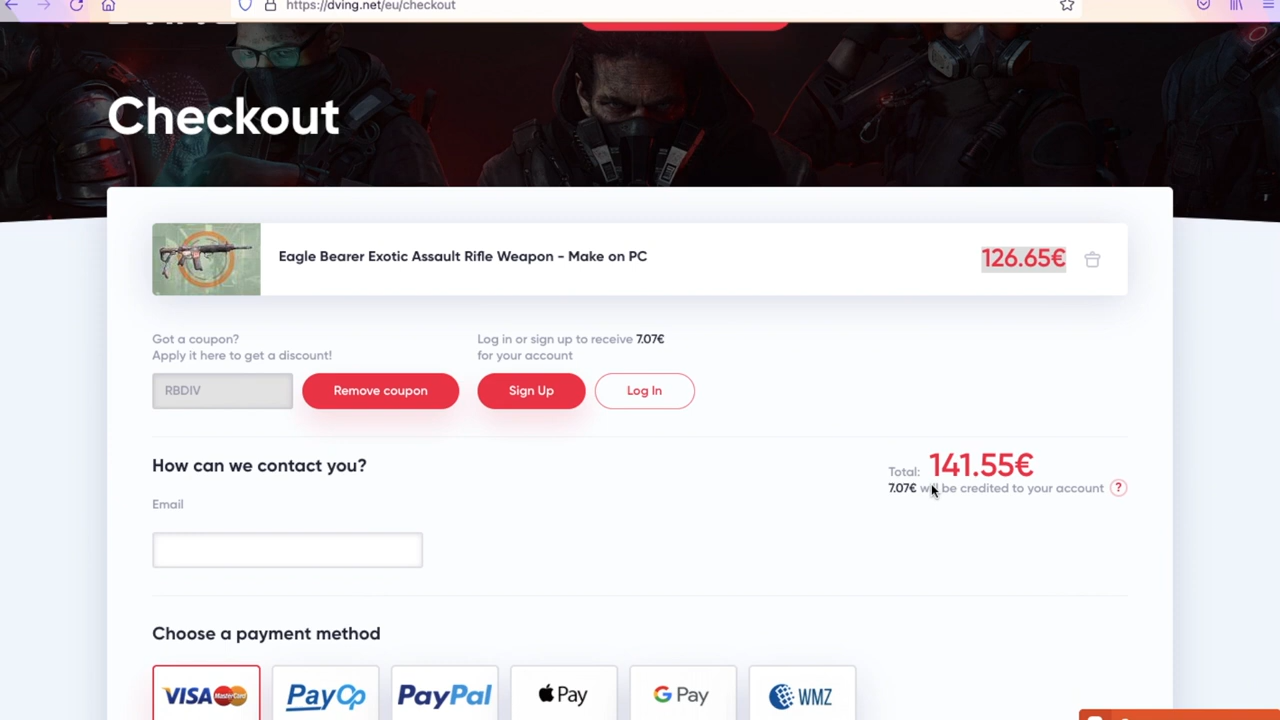 https://dving.net/eu/checkout
Checkout
Eagle Bearer Exotic Assault Rifle Weapon - Make on PC
126.65€
Got a coupon?
Apply it here to get a discount!
Log in or sign up to receive 7.07€
for your account
RBDIV
Remove coupon
Sign Up
Log In
How can we contact you?
Total: 141.55€
7.07€ will be credited to your account ?
Email
Choose a payment method
VISA MasterCard
PayOp
PayPal
Pay
G Pay
WMZ